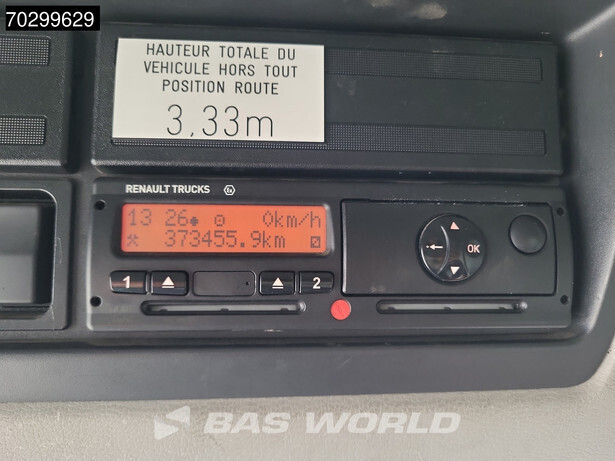 70299629
HAUTEUR TOTALE DU
VEHICULE HORS TOUT
POSITION ROUTE
3,33m
RENAULT TRUCKS Ex
13 26 0km/h
373455.9km
1 2
OK
BAS WORLD